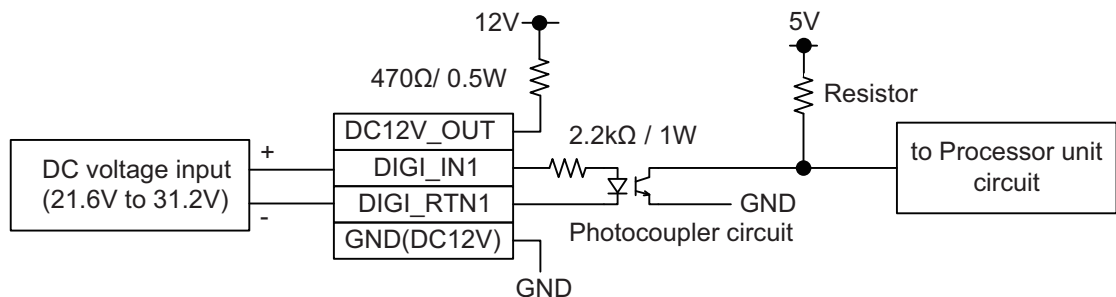 12V
5V
470Ω/ 0.5W
Resistor
DC12V_OUT
2.2kΩ / 1W
DC voltage input
(21.6V to 31.2V)
+
-
DIGI_IN1
DIGI_RTN1
GND(DC12V)
GND
Photocoupler circuit
GND
to Processor unit
circuit